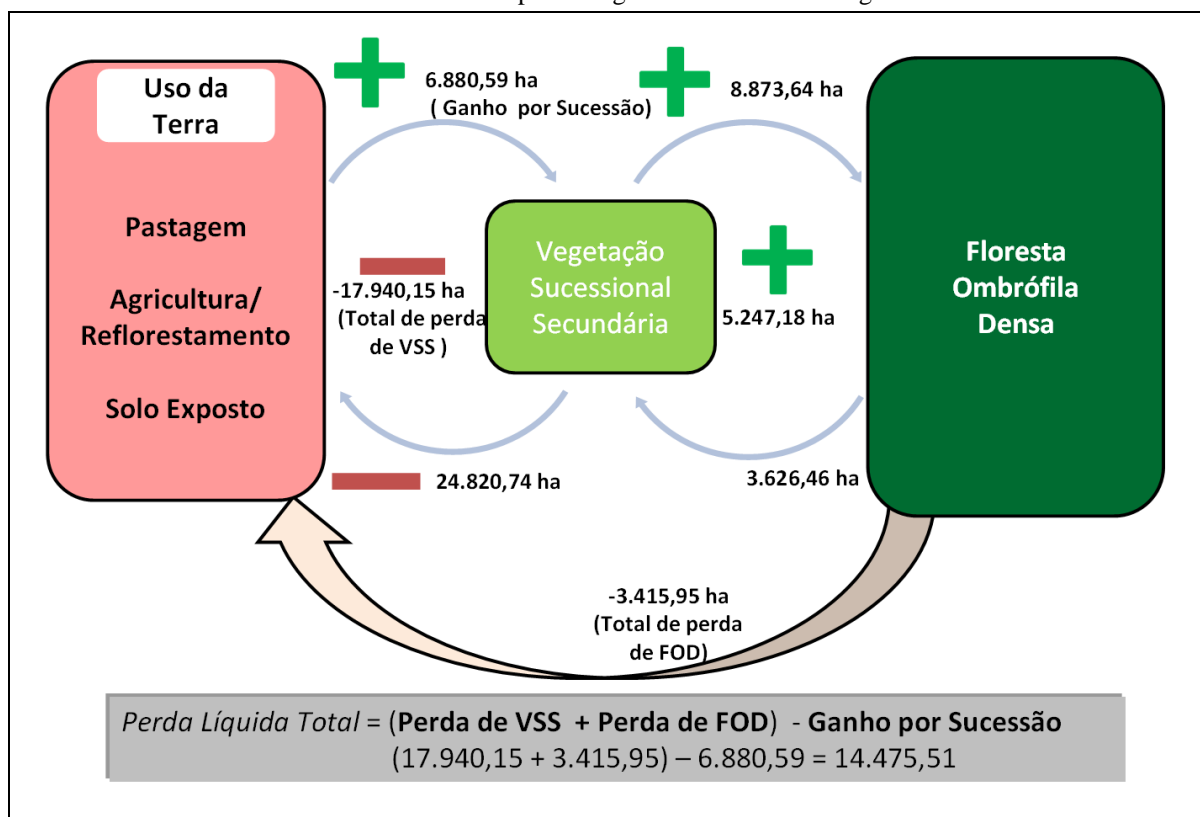 Uso da
Terra
Pastagem
Agricultura/
Reflorestamento
Solo Exposto
6.880,59 ha
( Ganho por Sucessão)
8.873,64 ha
-17.940,15 ha
(Total de perda
de VSS )
Vegetação
Sucessional
Secundária
5.247,18 ha
Floresta
Ombrófila
Densa
24.820,74 ha
3.626,46 ha
-3.415,95 ha
(Total de perda
de FOD)
Perda Líquida Total = (Perda de VSS + Perda de FOD) - Ganho por Sucessão
(17.940,15 + 3.415,95) – 6.880,59 = 14.475,51